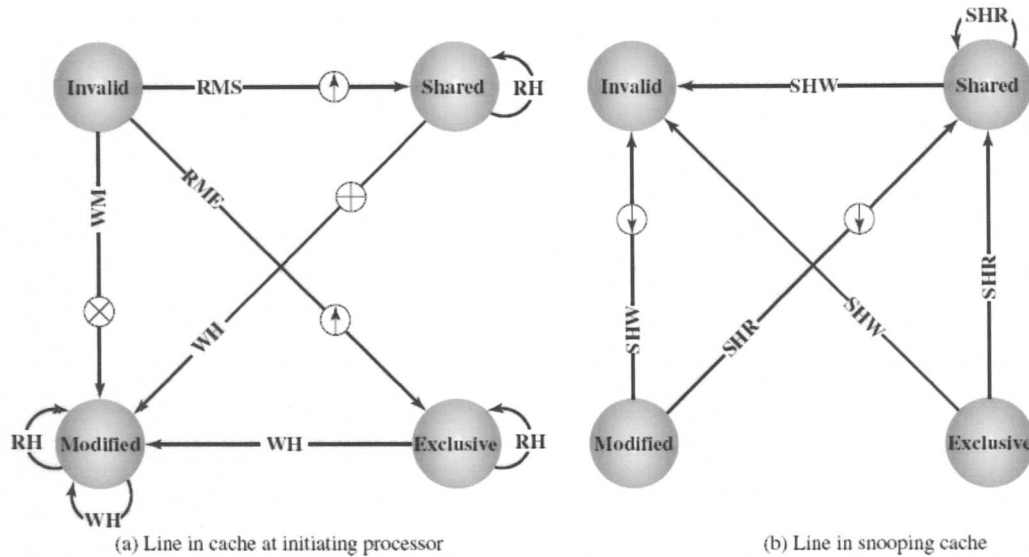 SHR
Invalid
RMS
Shared
RH
Invalid
SHW
Shared
WM
RME
WH
SHW
SHR
SHW
SHR
RH
Modified
WH
Exclusive
RH
WH
Modified
Exclusive
(a) Line in cache at initiating processor
(b) Line in snooping cache